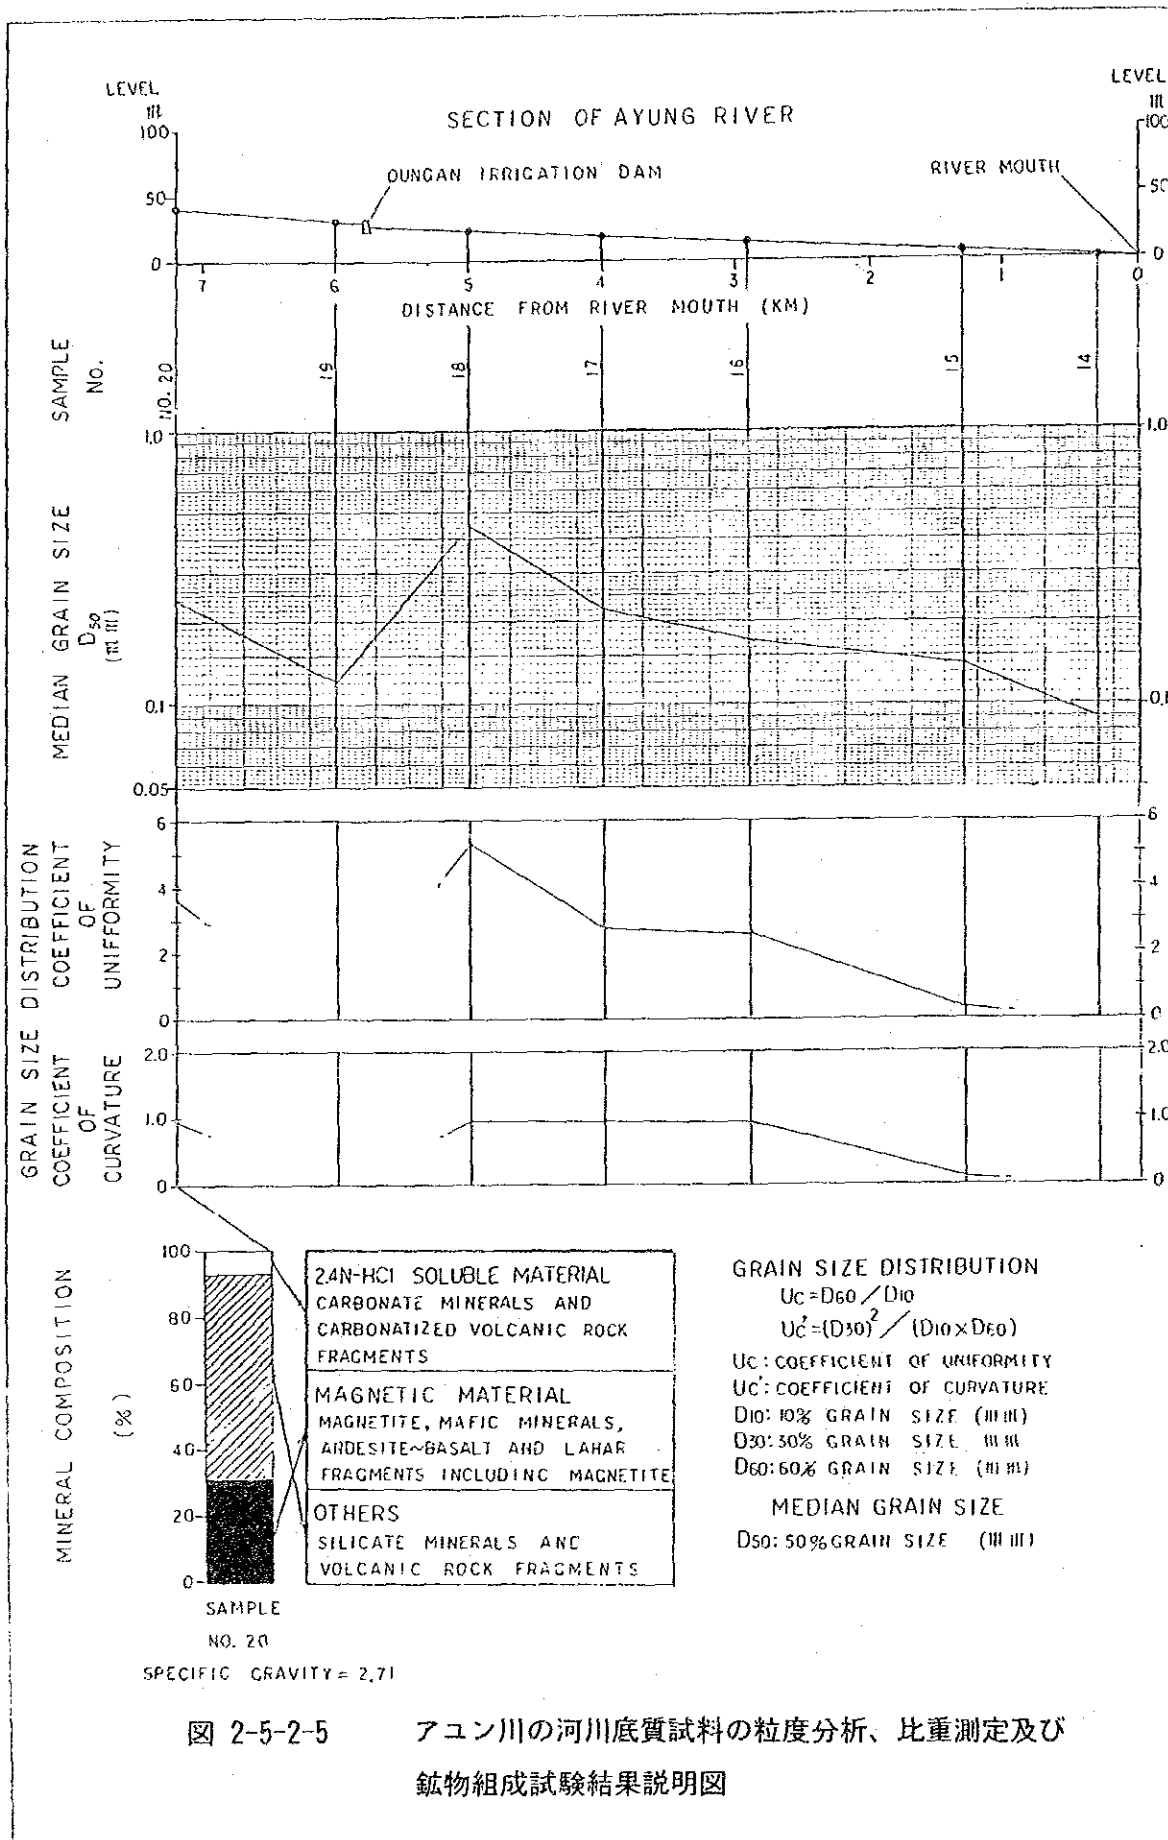 LEVEL
m
100
50
0
SECTION OF AYUNG RIVER
OUNGAN IRRIGATION DAM
RIVER MOUTH
LEVEL
m
100
50
0
7 6 5 4 3 2 1 0
DISTANCE FROM RIVER MOUTH (KM)
SAMPLE
No.
NO. 20 19 18 17 16 15 14
MEDIAN GRAIN SIZE
D50
(mm)
1.0
0.1
0.05
1.0
0.1
GRAIN SIZE DISTRIBUTION
COEFFICIENT
OF
UNIFFORMITY
6
4
2
0
6
4
2
0
COEFFICIENT
OF
CURVATURE
2.0
1.0
0
2.0
1.0
0
MINERAL COMPOSITION
(%)
100
80
60
40
20
0
SAMPLE
NO. 20
SPECIFIC GRAVITY = 2.71
2.4N-HCl SOLUBLE MATERIAL
CARBONATE MINERALS AND
CARBONATIZED VOLCANIC ROCK
FRAGMENTS
MAGNETIC MATERIAL
MAGNETITE, MAFIC MINERALS,
ANDESITE~BASALT AND LAHAR
FRAGMENTS INCLUDING MAGNETITE
OTHERS
SILICATE MINERALS AND
VOLCANIC ROCK FRAGMENTS
GRAIN SIZE DISTRIBUTION
Uc=D60/D10
Uc'=(D30)²/(D10×D60)
Uc: COEFFICIENT OF UNIFORMITY
Uc': COEFFICIENT OF CURVATURE
D10: 10% GRAIN SIZE (mm)
D30: 30% GRAIN SIZE mm
D60: 60% GRAIN SIZE (mm)
MEDIAN GRAIN SIZE
D50: 50% GRAIN SIZE (mm)
図 2-5-2-5 アユン川の河川底質試料の粒度分析、比重測定及び
鉱物組成試験結果説明図